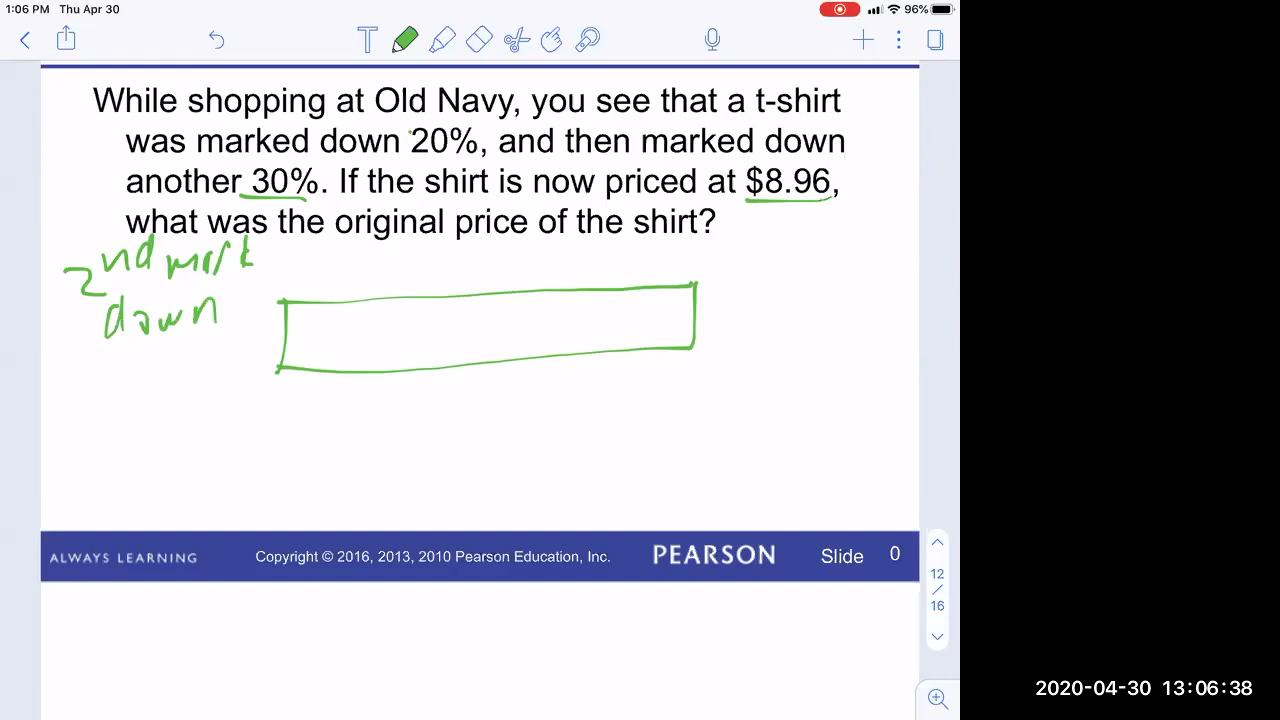 1:06 PM Thu Apr 30
96%
While shopping at Old Navy, you see that a t-shirt
was marked down 20%, and then marked down
another 30%. If the shirt is now priced at $8.96,
what was the original price of the shirt?
2nd mark
down
ALWAYS LEARNING
Copyright © 2016, 2013, 2010 Pearson Education, Inc.
PEARSON
Slide 0
12
/
16
2020-04-30 13:06:38